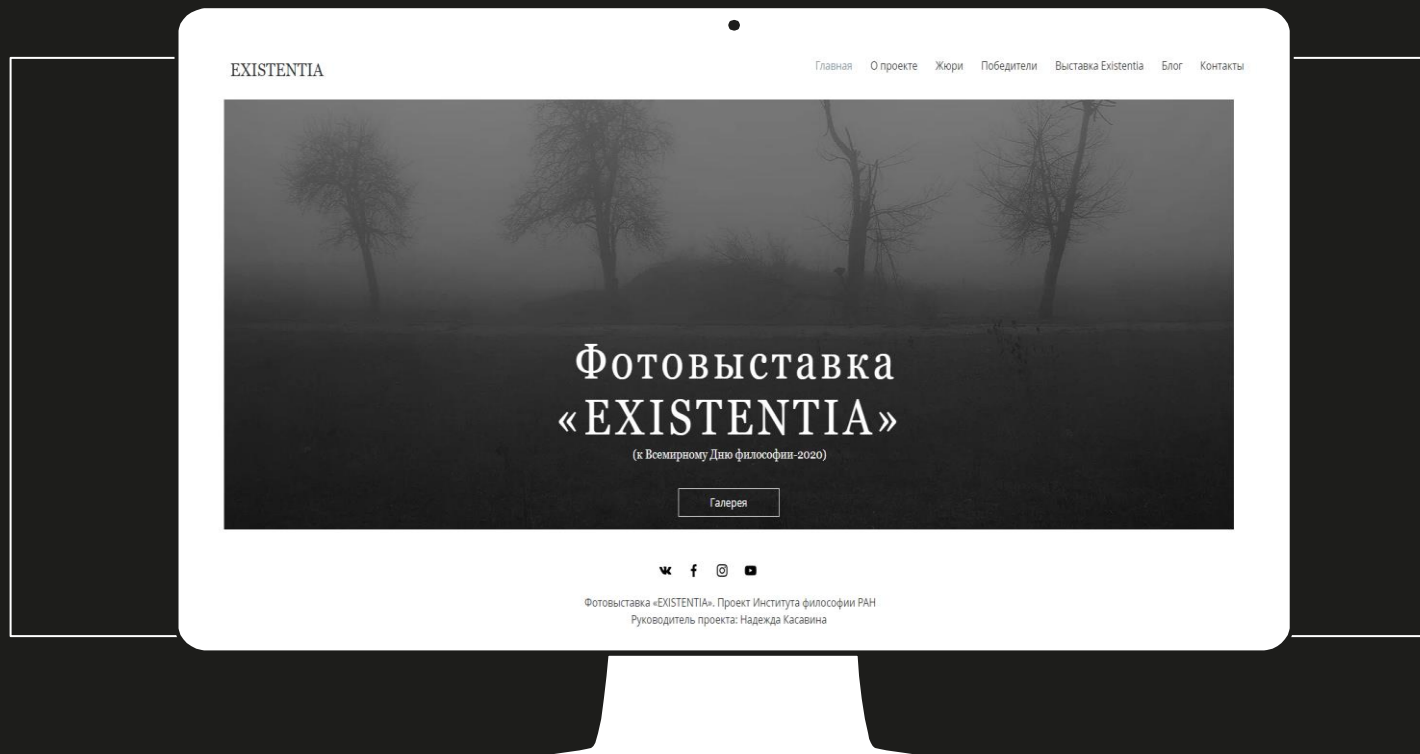 EXISTENTIA
Главная О проекте Жюри Победители Выставка Existentia Блог Контакты
Фотовыставка
«EXISTENTIA»
(к Всемирному Дню философии-2020)
Галерея
Фотовыставка «EXISTENTIA». Проект Института философии РАН
Руководитель проекта: Надежда Касавина